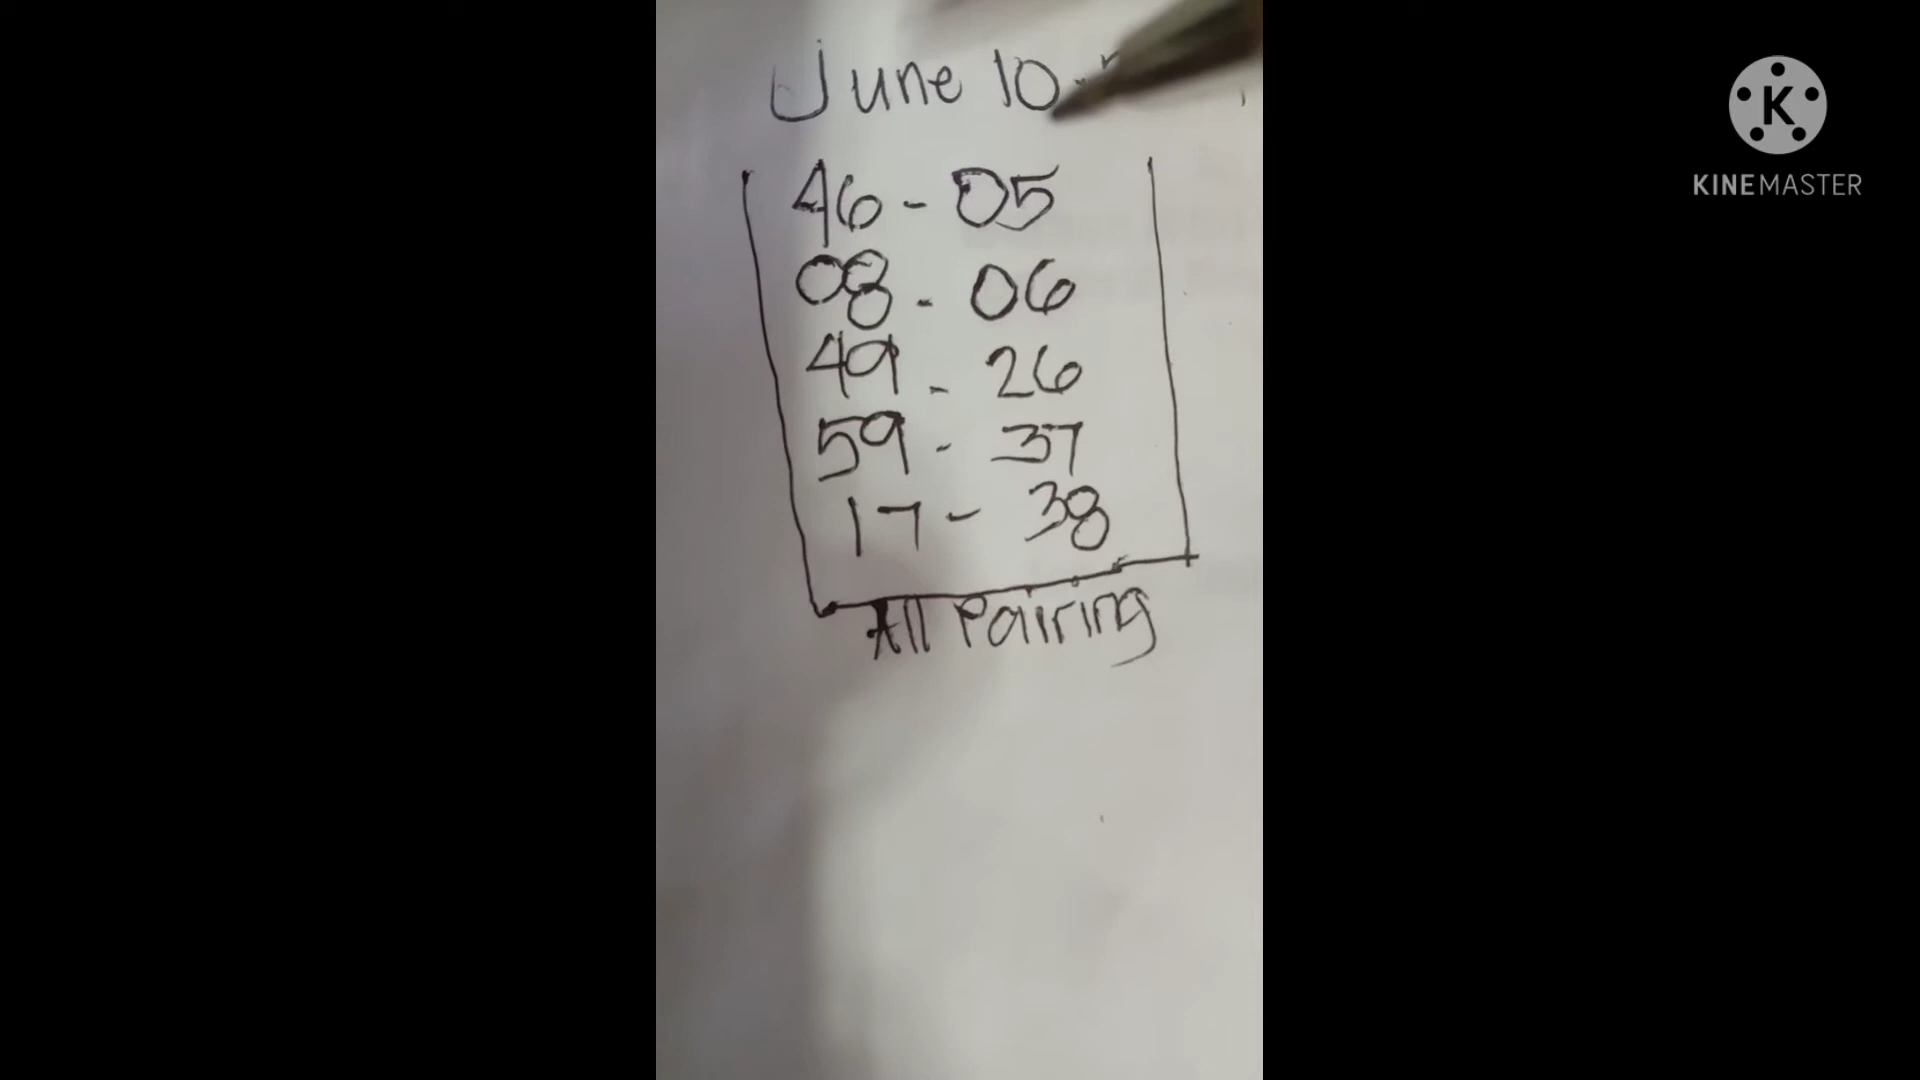 June 10
46 - 05
08 - 06
49 - 26
59 - 37
17 - 38
All Pairing
K
KINEMASTER